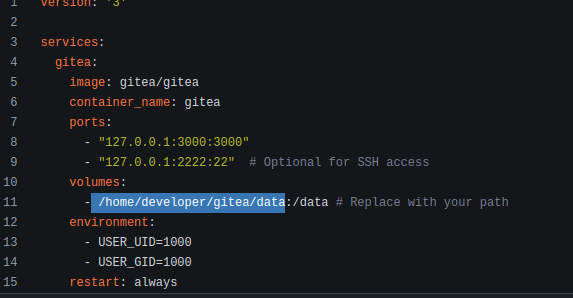 1 version: '3'
2
3 services:
4 gitea:
5 image: gitea/gitea
6 container_name: gitea
7 ports:
8 - "127.0.0.1:3000:3000"
9 - "127.0.0.1:2222:22" # Optional for SSH access
10 volumes:
11 - /home/developer/gitea/data:/data # Replace with your path
12 environment:
13 - USER_UID=1000
14 - USER_GID=1000
15 restart: always